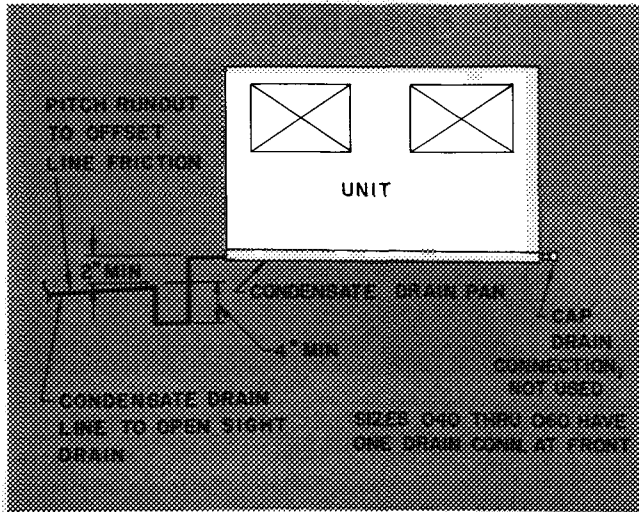 PITCH RUNOUT
TO OFFSET
LINE FRICTION
UNIT
2" MIN
CONDENSATE DRAIN PAN
4" MIN
CAP
DRAIN
CONNECTION,
NOT USED
CONDENSATE DRAIN
LINE TO OPEN SIGHT
DRAIN
SIZES 040 THRU 060 HAVE
ONE DRAIN CONN. AT FRONT